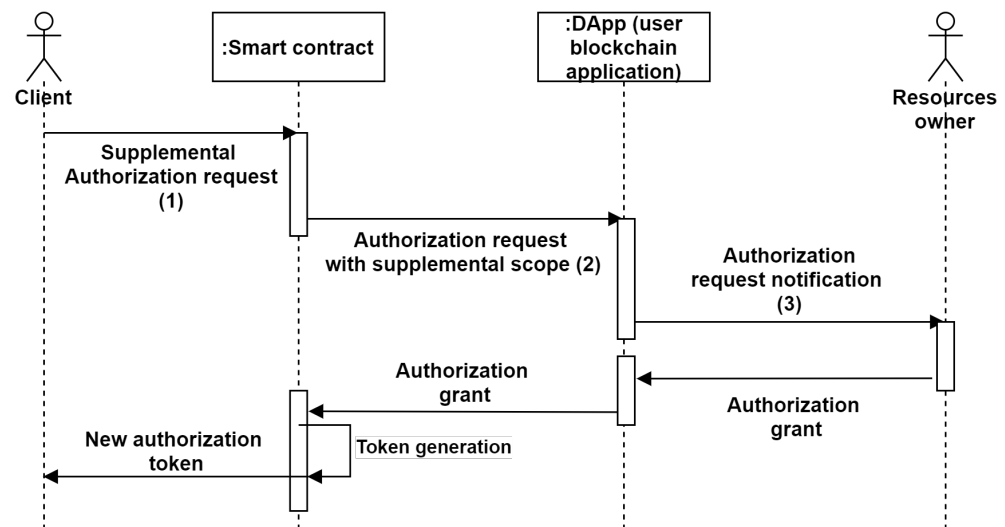 :Smart contract
:DApp (user
blockchain
application)
Client
Resources
owner
Supplemental
Authorization request
(1)
Authorization request
with supplemental scope (2)
Authorization
request notification
(3)
Authorization
grant
Authorization
grant
Token generation
New authorization
token